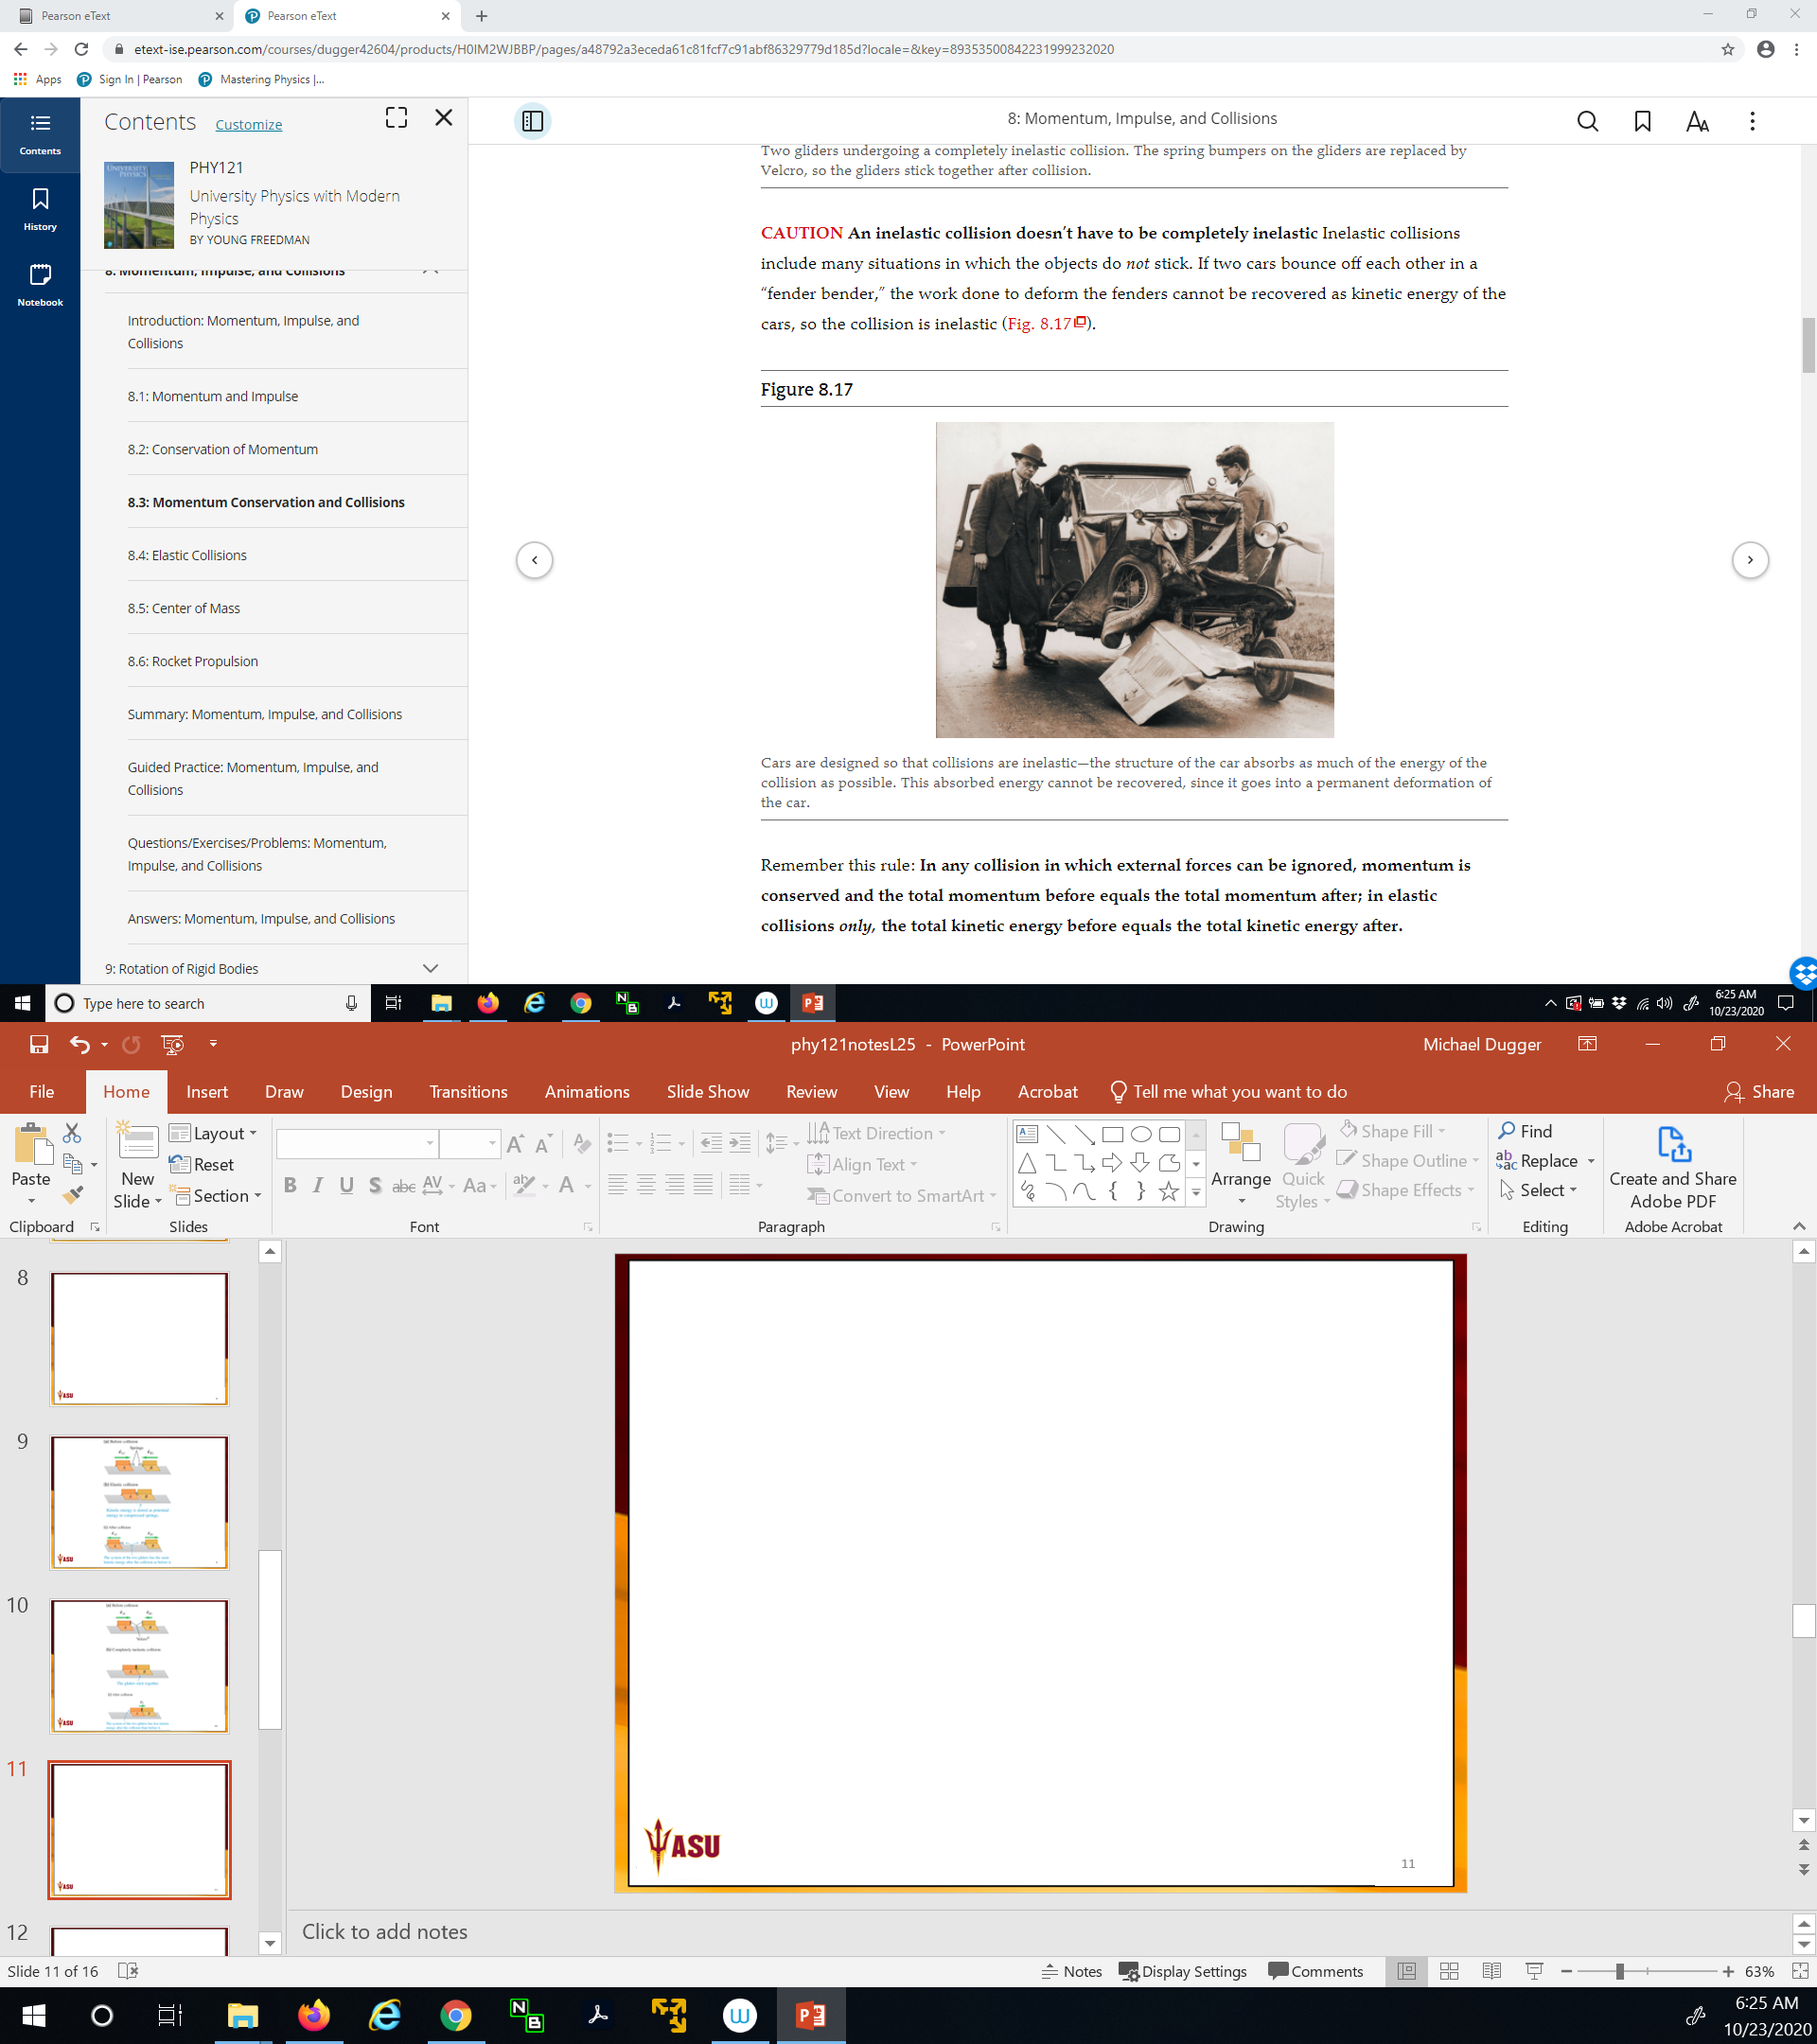 Pearson eText
Pearson eText
etext-ise.pearson.com/courses/dugger42604/products/H0IM2WJBBP/pages/a48792a3eceda61c81fcf7c91abf86329779d185d?locale=&key=89353500842231999232020
Apps
Sign In | Pearson
Mastering Physics |...
Contents
Customize
8: Momentum, Impulse, and Collisions
Contents
History
Notebook
PHY121
University Physics with Modern
Physics
BY YOUNG FREEDMAN
8: Momentum, Impulse, and Collisions
Introduction: Momentum, Impulse, and
Collisions
8.1: Momentum and Impulse
8.2: Conservation of Momentum
8.3: Momentum Conservation and Collisions
8.4: Elastic Collisions
8.5: Center of Mass
8.6: Rocket Propulsion
Summary: Momentum, Impulse, and Collisions
Guided Practice: Momentum, Impulse, and
Collisions
Questions/Exercises/Problems: Momentum,
Impulse, and Collisions
Answers: Momentum, Impulse, and Collisions
9: Rotation of Rigid Bodies
Two gliders undergoing a completely inelastic collision. The spring bumpers on the gliders are replaced by
Velcro, so the gliders stick together after collision.
CAUTION An inelastic collision doesn't have to be completely inelastic Inelastic collisions
include many situations in which the objects do not stick. If two cars bounce off each other in a
“fender bender,” the work done to deform the fenders cannot be recovered as kinetic energy of the
cars, so the collision is inelastic (Fig. 8.17).
Figure 8.17
Cars are designed so that collisions are inelastic—the structure of the car absorbs as much of the energy of the
collision as possible. This absorbed energy cannot be recovered, since it goes into a permanent deformation of
the car.
Remember this rule: In any collision in which external forces can be ignored, momentum is
conserved and the total momentum before equals the total momentum after; in elastic
collisions only, the total kinetic energy before equals the total kinetic energy after.
Type here to search
6:25 AM
10/23/2020
phy121notesL25 - PowerPoint
Michael Dugger
File Home Insert Draw Design Transitions Animations Slide Show Review View Help Acrobat Tell me what you want to do Share
Paste
New
Slide
Layout
Reset
Section
Text Direction
Align Text
Convert to SmartArt
Arrange
Quick
Styles
Shape Fill
Shape Outline
Shape Effects
Find
Replace
Select
Create and Share
Adobe PDF
Clipboard Slides Font Paragraph Drawing Editing Adobe Acrobat
8
9
10
11
12
ASU
11
Click to add notes
Slide 11 of 16
Notes Display Settings Comments 63%
6:25 AM
10/23/2020